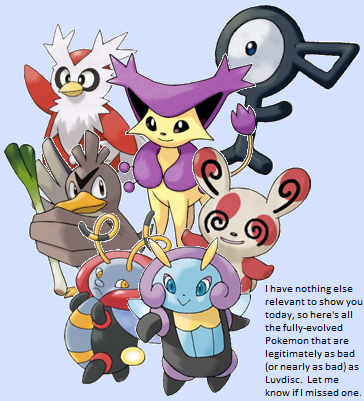 I have nothing else
relevant to show you
today, so here's all
the fully-evolved
Pokemon that are
legitimately as bad
(or nearly as bad) as
Luvdisc.  Let me
know if I missed one.